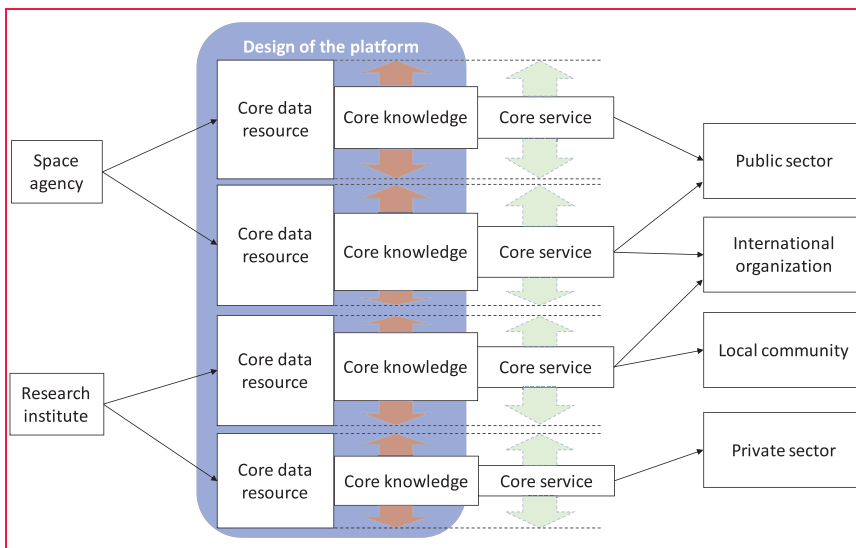 Design of the platform
Space
agency
Research
institute
Core data
resource
Core knowledge
Core service
Core data
resource
Core knowledge
Core service
Core data
resource
Core knowledge
Core service
Core data
resource
Core knowledge
Core service
Public sector
International
organization
Local community
Private sector